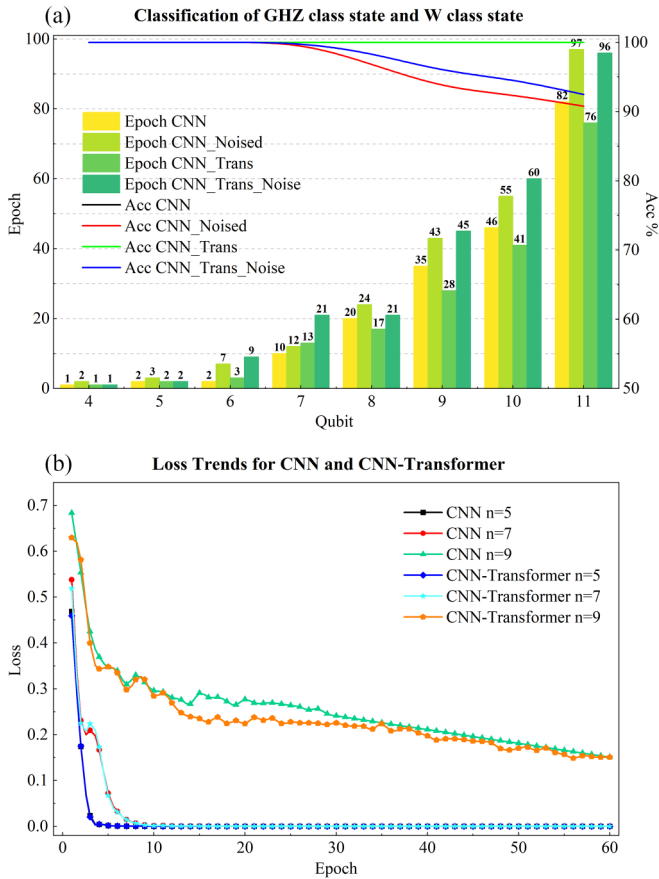 (a)
Classification of GHZ class state and W class state
100
80
60
40
20
0
Epoch
Epoch CNN
Epoch CNN_Noised
Epoch CNN_Trans
Epoch CNN_Trans_Noise
Acc CNN
Acc CNN_Noised
Acc CNN_Trans
Acc CNN_Trans_Noise
1 2 1 1
2 3 2 2
2 7 3 9
10 12 13 21
20 24 17 21
35 43 28 45
46 55 41 60
82 97 76 96
100
90
80
70
60
50
Acc %
4 5 6 7 8 9 10 11
Qubit
(b)
Loss Trends for CNN and CNN-Transformer
0.7
0.6
0.5
0.4
0.3
0.2
0.1
0.0
Loss
CNN n=5
CNN n=7
CNN n=9
CNN-Transformer n=5
CNN-Transformer n=7
CNN-Transformer n=9
0 10 20 30 40 50 60
Epoch